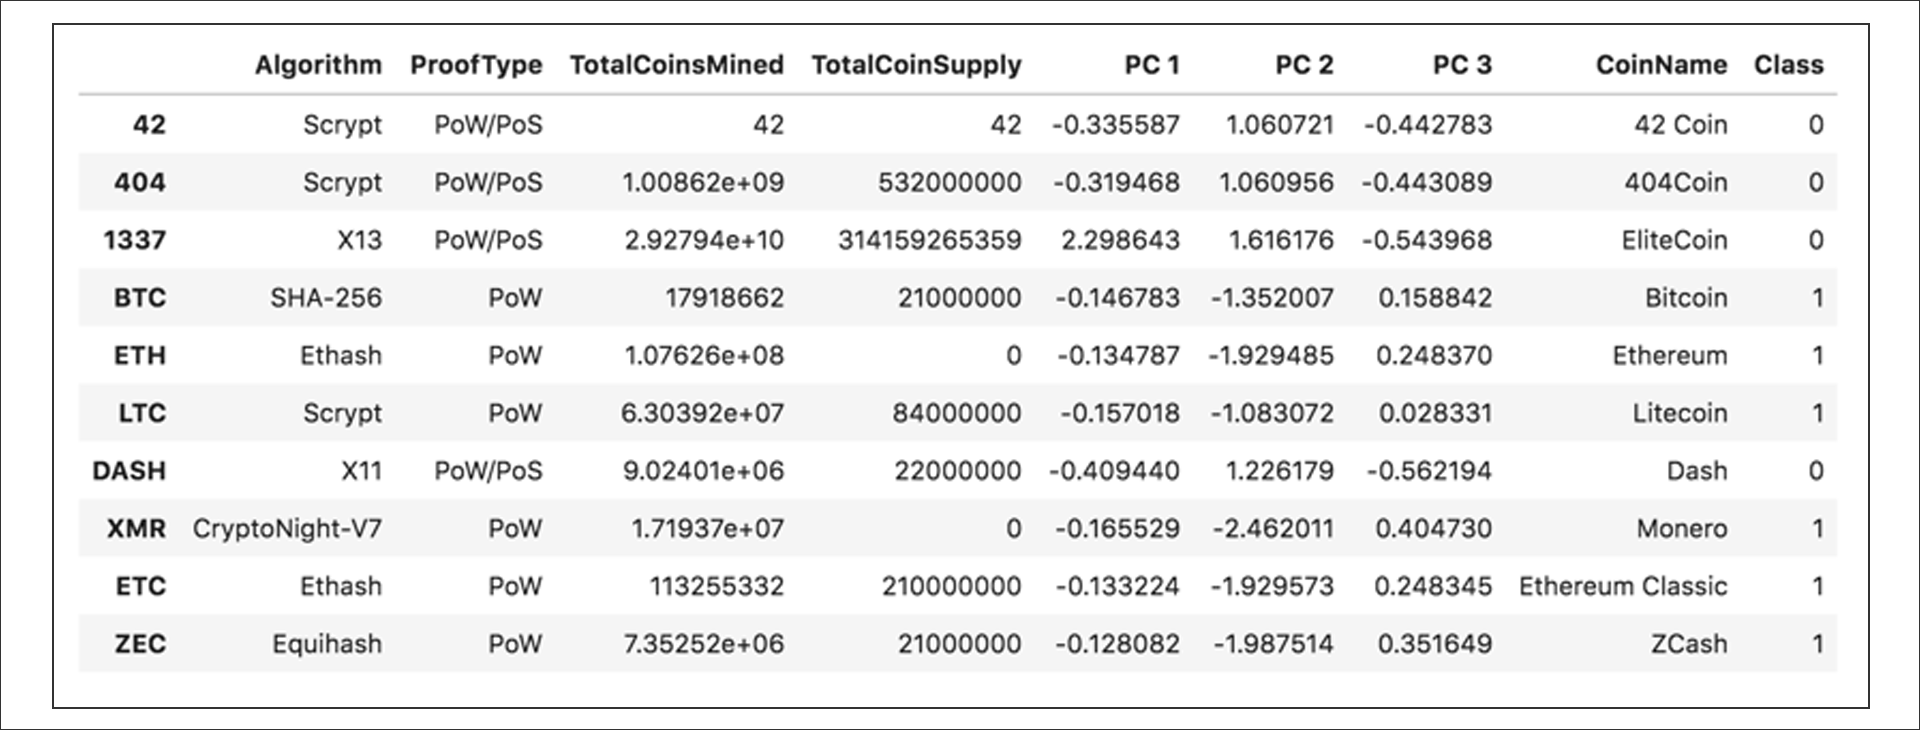 Algorithm ProofType TotalCoinsMined TotalCoinSupply PC 1 PC 2 PC 3 CoinName Class
42 Scrypt PoW/PoS 42 42 -0.335587 1.060721 -0.442783 42 Coin 0
404 Scrypt PoW/PoS 1.00862e+09 532000000 -0.319468 1.060956 -0.443089 404Coin 0
1337 X13 PoW/PoS 2.92794e+10 314159265359 2.298643 1.616176 -0.543968 EliteCoin 0
BTC SHA-256 PoW 17918662 21000000 -0.146783 -1.352007 0.158842 Bitcoin 1
ETH Ethash PoW 1.07626e+08 0 -0.134787 -1.929485 0.248370 Ethereum 1
LTC Scrypt PoW 6.30392e+07 84000000 -0.157018 -1.083072 0.028331 Litecoin 1
DASH X11 PoW/PoS 9.02401e+06 22000000 -0.409440 1.226179 -0.562194 Dash 0
XMR CryptoNight-V7 PoW 1.71937e+07 0 -0.165529 -2.462011 0.404730 Monero 1
ETC Ethash PoW 113255332 210000000 -0.133224 -1.929573 0.248345 Ethereum Classic 1
ZEC Equihash PoW 7.35252e+06 21000000 -0.128082 -1.987514 0.351649 ZCash 1